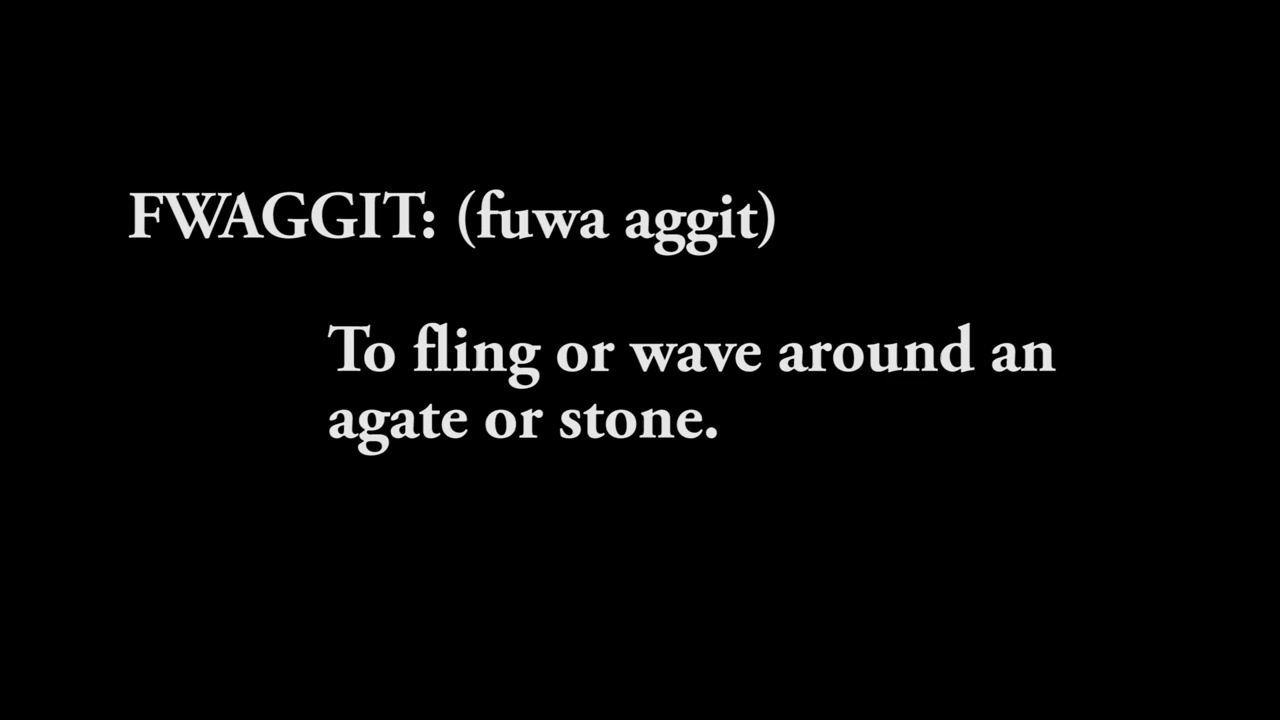 FWAGGIT: (fuwa aggit)
To fling or wave around an
agate or stone.